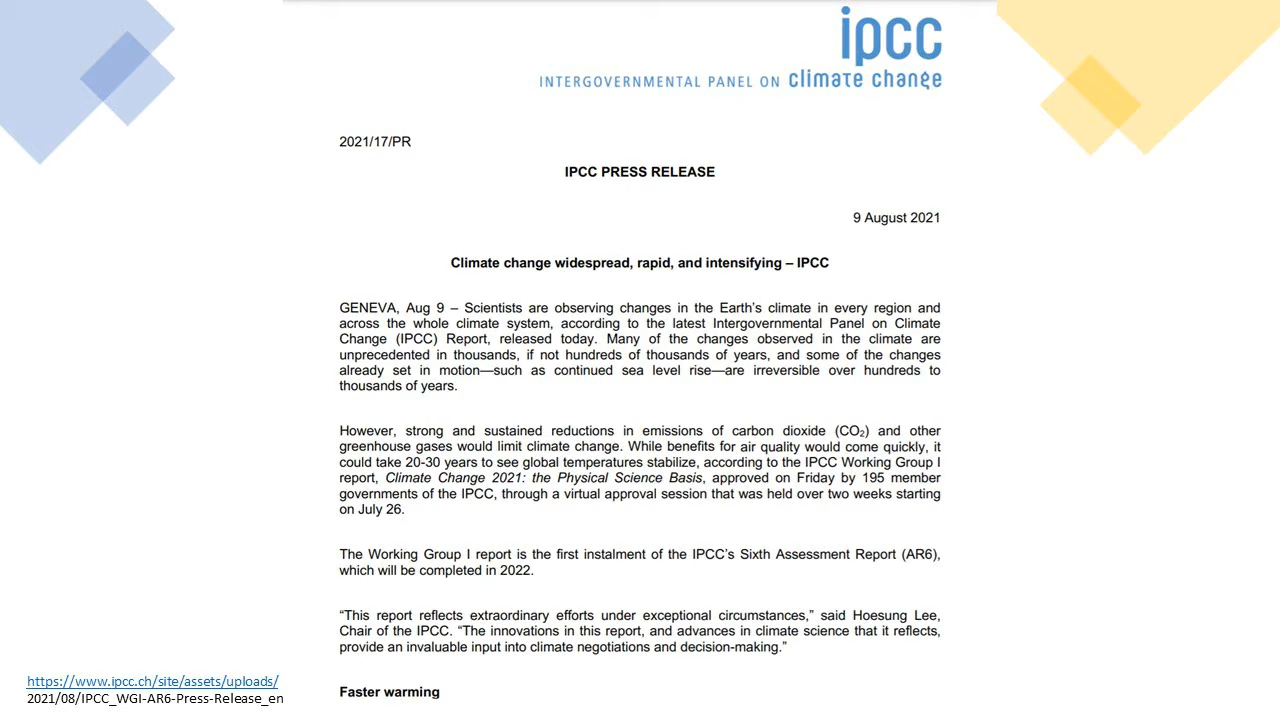 ipcc
INTERGOVERNMENTAL PANEL ON climate change
2021/17/PR
IPCC PRESS RELEASE
9 August 2021
Climate change widespread, rapid, and intensifying – IPCC
GENEVA, Aug 9 – Scientists are observing changes in the Earth's climate in every region and
across the whole climate system, according to the latest Intergovernmental Panel on Climate
Change (IPCC) Report, released today. Many of the changes observed in the climate are
unprecedented in thousands, if not hundreds of thousands of years, and some of the changes
already set in motion—such as continued sea level rise—are irreversible over hundreds to
thousands of years.
However, strong and sustained reductions in emissions of carbon dioxide (CO₂) and other
greenhouse gases would limit climate change. While benefits for air quality would come quickly, it
could take 20-30 years to see global temperatures stabilize, according to the IPCC Working Group I
report, Climate Change 2021: the Physical Science Basis, approved on Friday by 195 member
governments of the IPCC, through a virtual approval session that was held over two weeks starting
on July 26.
The Working Group I report is the first instalment of the IPCC's Sixth Assessment Report (AR6),
which will be completed in 2022.
“This report reflects extraordinary efforts under exceptional circumstances,” said Hoesung Lee,
Chair of the IPCC. “The innovations in this report, and advances in climate science that it reflects,
provide an invaluable input into climate negotiations and decision-making.”
Faster warming
https://www.ipcc.ch/site/assets/uploads/
2021/08/IPCC_WGI-AR6-Press-Release_en